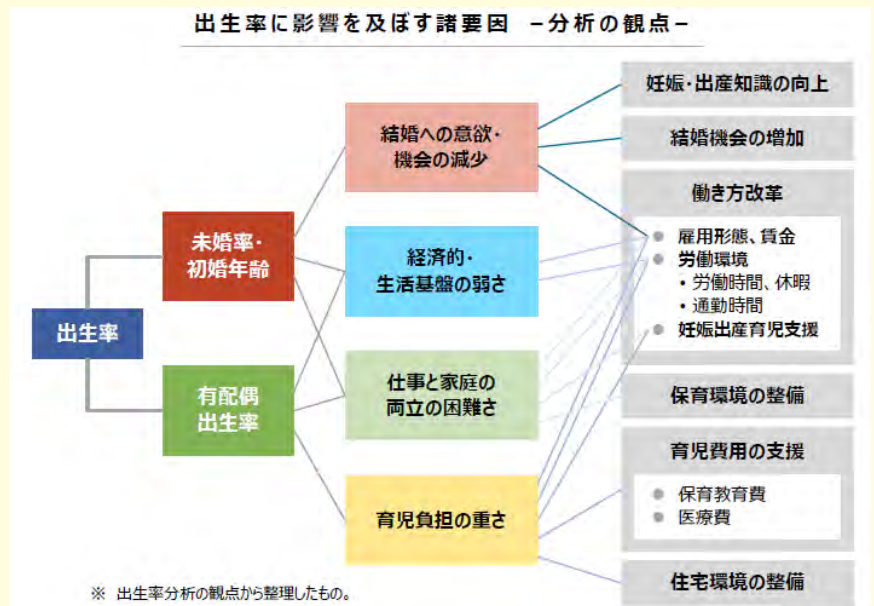 出生率に影響を及ぼす諸要因 －分析の観点－
出生率
未婚率・
初婚年齢
有配偶
出生率
結婚への意欲・
機会の減少
経済的・
生活基盤の弱さ
仕事と家庭の
両立の困難さ
育児負担の重さ
妊娠・出産知識の向上
結婚機会の増加
働き方改革
● 雇用形態、賃金
● 労働環境
・労働時間、休暇
・通勤時間
● 妊娠出産育児支援
保育環境の整備
育児費用の支援
● 保育教育費
● 医療費
住宅環境の整備
※ 出生率分析の観点から整理したもの。